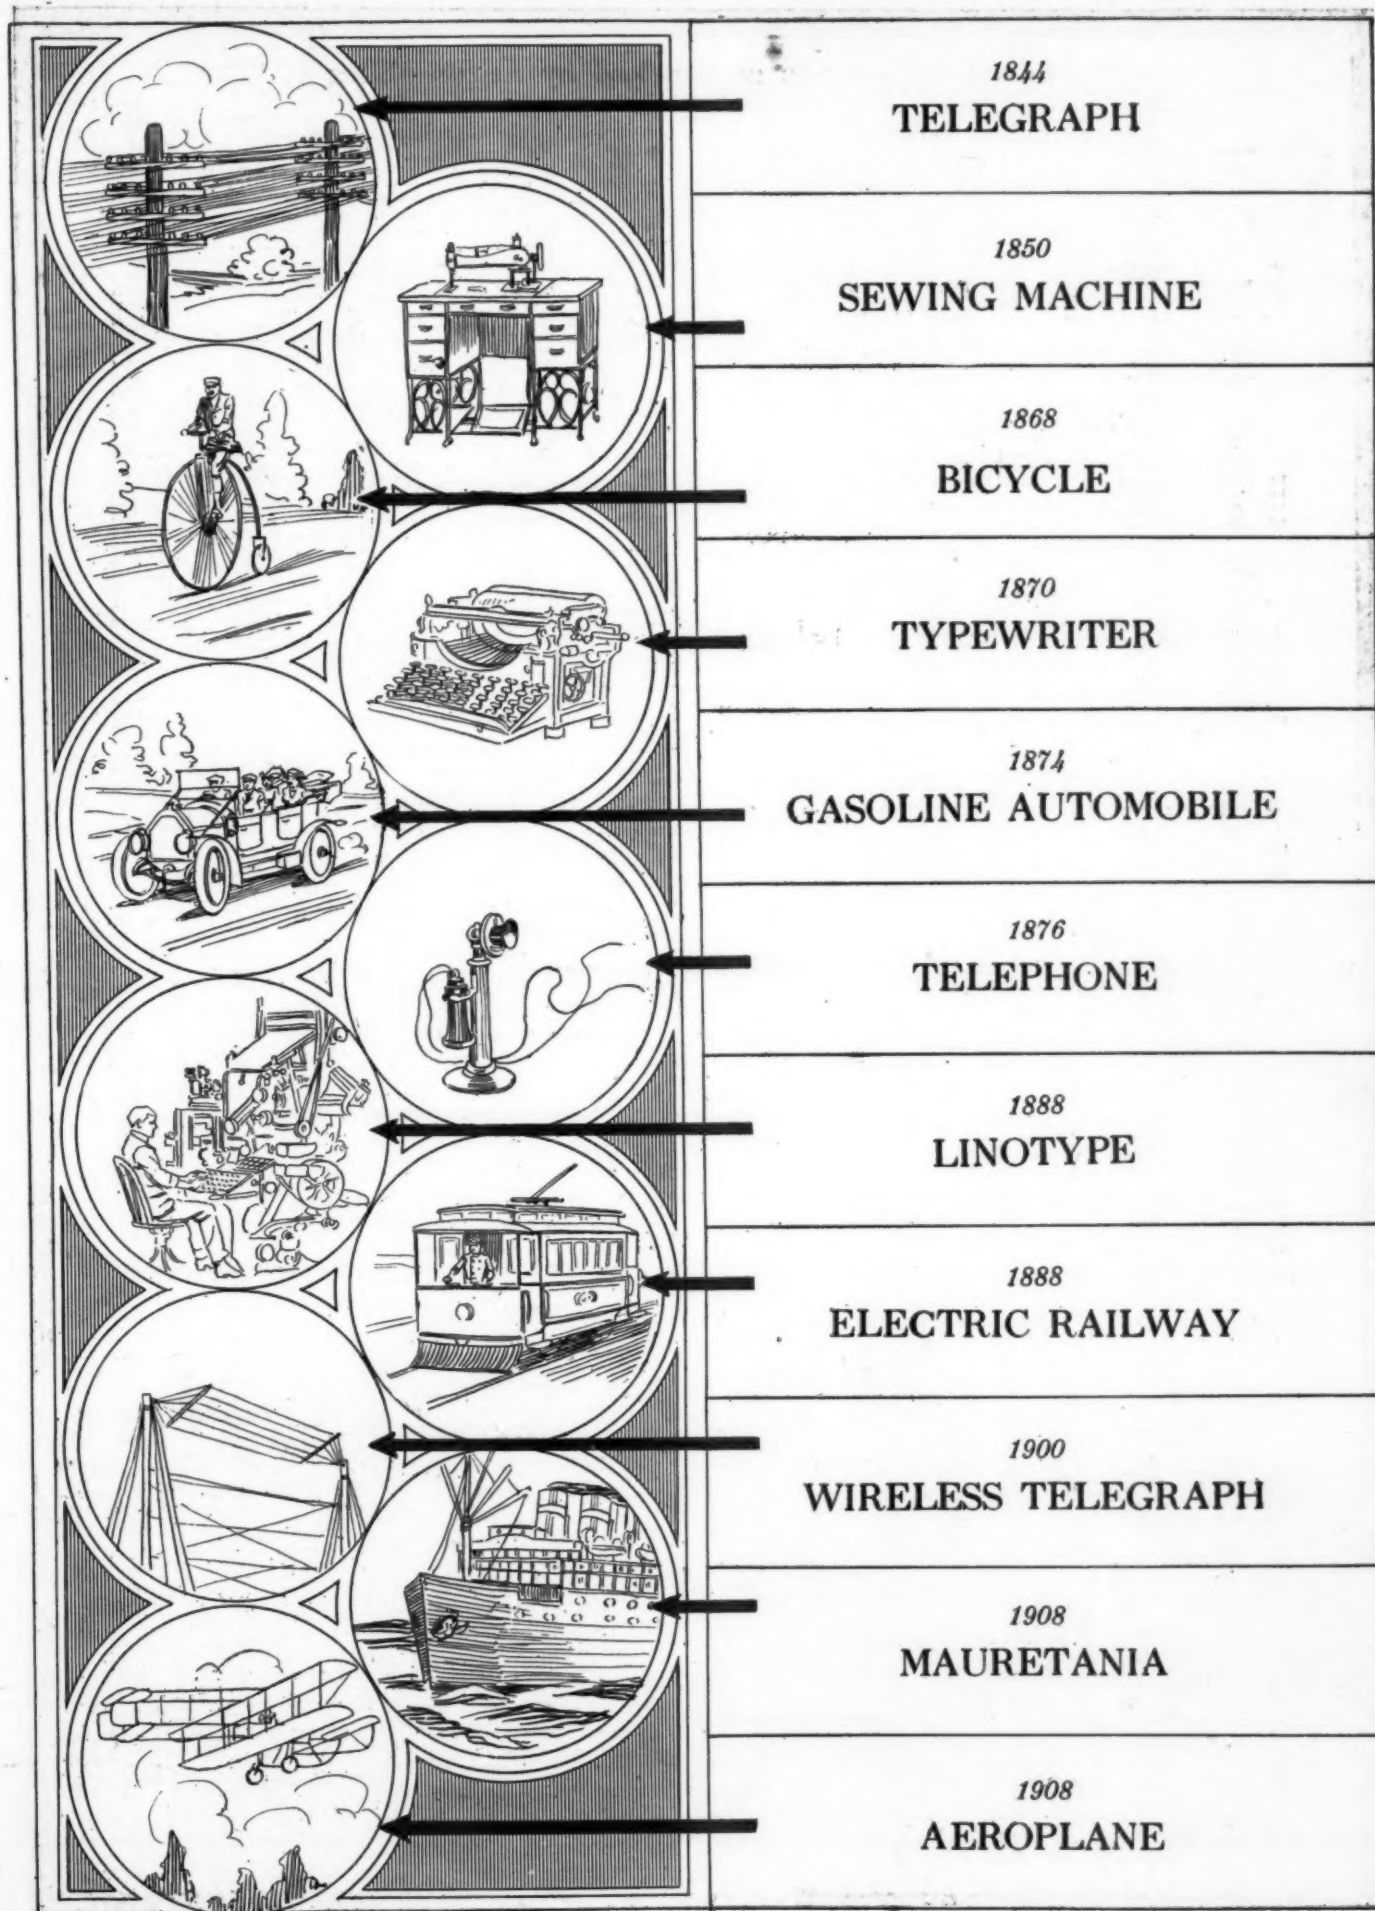 1844
TELEGRAPH
1850
SEWING MACHINE
1868
BICYCLE
1870
TYPEWRITER
1874
GASOLINE AUTOMOBILE
1876
TELEPHONE
1888
LINOTYPE
1888
ELECTRIC RAILWAY
1900
WIRELESS TELEGRAPH
1908
MAURETANIA
1908
AEROPLANE